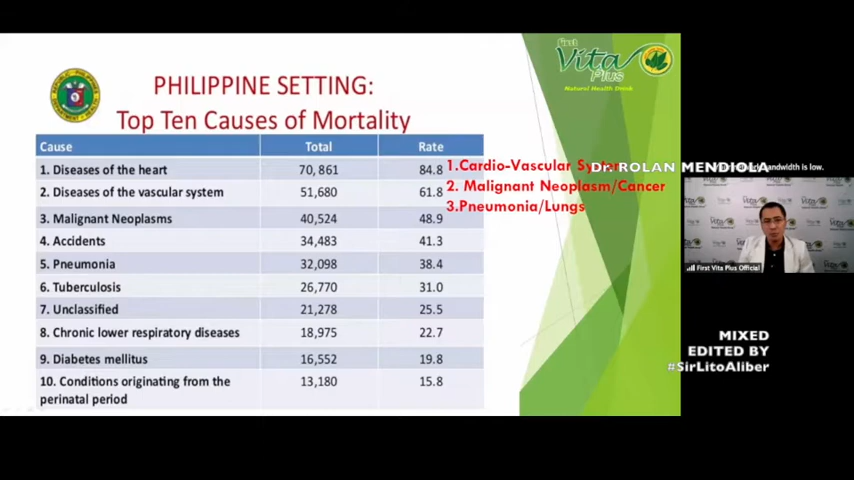 PHILIPPINE SETTING:
Top Ten Causes of Mortality
First
Vita
Plus
Natural Health Drink
Cause Total Rate
1. Diseases of the heart 70, 861 84.8
2. Diseases of the vascular system 51,680 61.8
3. Malignant Neoplasms 40,524 48.9
4. Accidents 34,483 41.3
5. Pneumonia 32,098 38.4
6. Tuberculosis 26,770 31.0
7. Unclassified 21,278 25.5
8. Chronic lower respiratory diseases 18,975 22.7
9. Diabetes mellitus 16,552 19.8
10. Conditions originating from the 13,180 15.8
perinatal period
1.Cardio-Vascular System
2. Malignant Neoplasm/Cancer
3.Pneumonia/Lungs
Dr. ROLAN MENDIOLA
bandwidth is low.
First Vita Plus Official
MIXED
EDITED BY
#SirLitoAliber